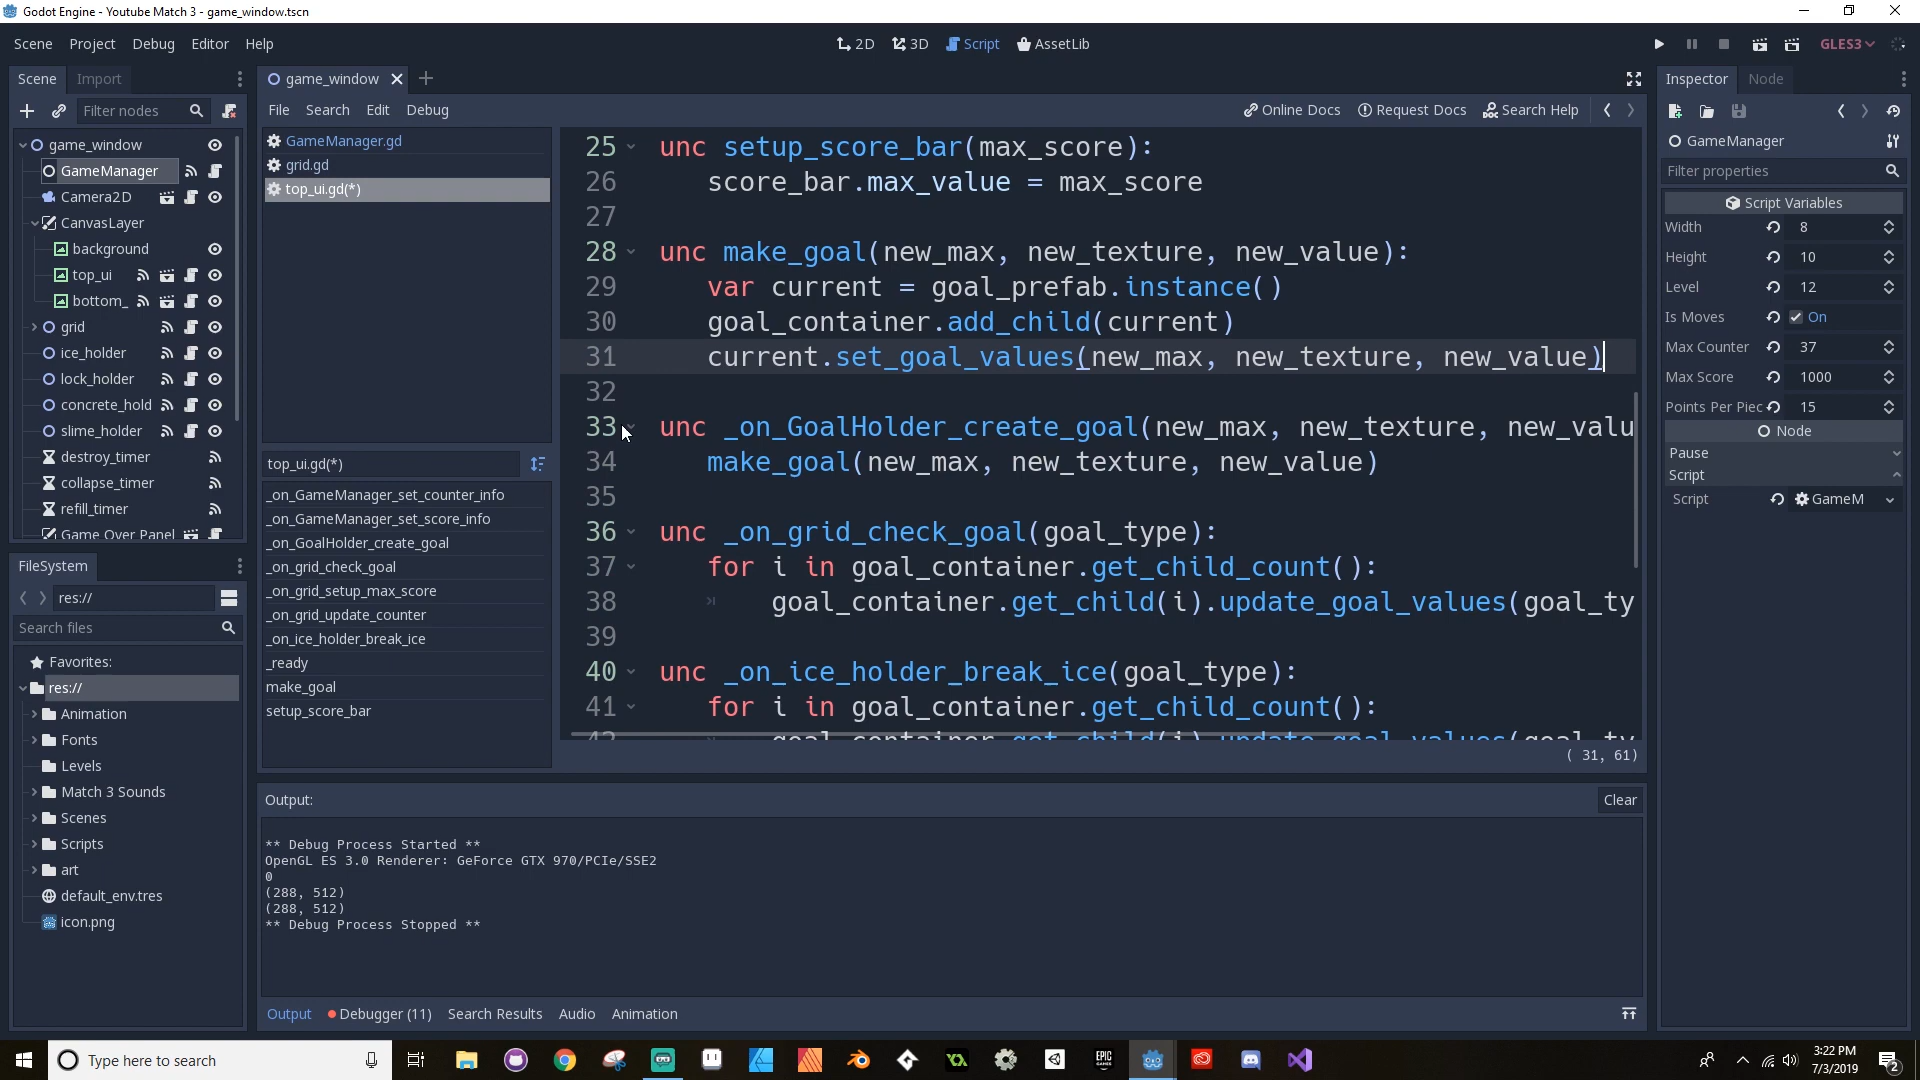 Godot Engine - Youtube Match 3 - game_window.tscn
Scene Project Debug Editor Help
2D 3D Script AssetLib
GLES3
Scene Import
Filter nodes
game_window
GameManager
Camera2D
CanvasLayer
background
top_ui
bottom_
grid
ice_holder
lock_holder
concrete_hold
slime_holder
destroy_timer
collapse_timer
refill_timer
Game Over Panel
FileSystem
res://
Search files
Favorites:
res://
Animation
Fonts
Levels
Match 3 Sounds
Scenes
Scripts
art
default_env.tres
icon.png
game_window
File Search Edit Debug
Online Docs Request Docs Search Help
GameManager.gd
grid.gd
top_ui.gd(*)
top_ui.gd(*)
_on_GameManager_set_counter_info
_on_GameManager_set_score_info
_on_GoalHolder_create_goal
_on_grid_check_goal
_on_grid_setup_max_score
_on_grid_update_counter
_on_ice_holder_break_ice
_ready
make_goal
setup_score_bar
25 unc setup_score_bar(max_score):
26 score_bar.max_value = max_score
27
28 unc make_goal(new_max, new_texture, new_value):
29 var current = goal_prefab.instance()
30 goal_container.add_child(current)
31 current.set_goal_values(new_max, new_texture, new_value)
32
33 unc _on_GoalHolder_create_goal(new_max, new_texture, new_valu
34 make_goal(new_max, new_texture, new_value)
35
36 unc _on_grid_check_goal(goal_type):
37 for i in goal_container.get_child_count():
38 goal_container.get_child(i).update_goal_values(goal_ty
39
40 unc _on_ice_holder_break_ice(goal_type):
41 for i in goal_container.get_child_count():
42 goal_container.get_child(i).update_goal_values(goal_ty
( 31, 61)
Output:
Clear
** Debug Process Started **
OpenGL ES 3.0 Renderer: GeForce GTX 970/PCIe/SSE2
0
(288, 512)
(288, 512)
** Debug Process Stopped **
Output Debugger (11) Search Results Audio Animation
Inspector Node
GameManager
Filter properties
Script Variables
Width 8
Height 10
Level 12
Is Moves On
Max Counter 37
Max Score 1000
Points Per Piec 15
Node
Pause
Script
Script GameM
Type here to search
EPIC GAMES
3:22 PM
7/3/2019
2